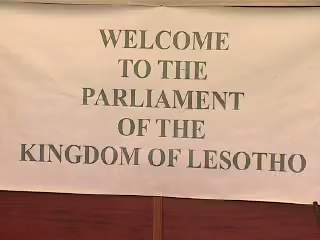 WELCOME
TO THE
PARLIAMENT
OF THE
KINGDOM OF LESOTHO